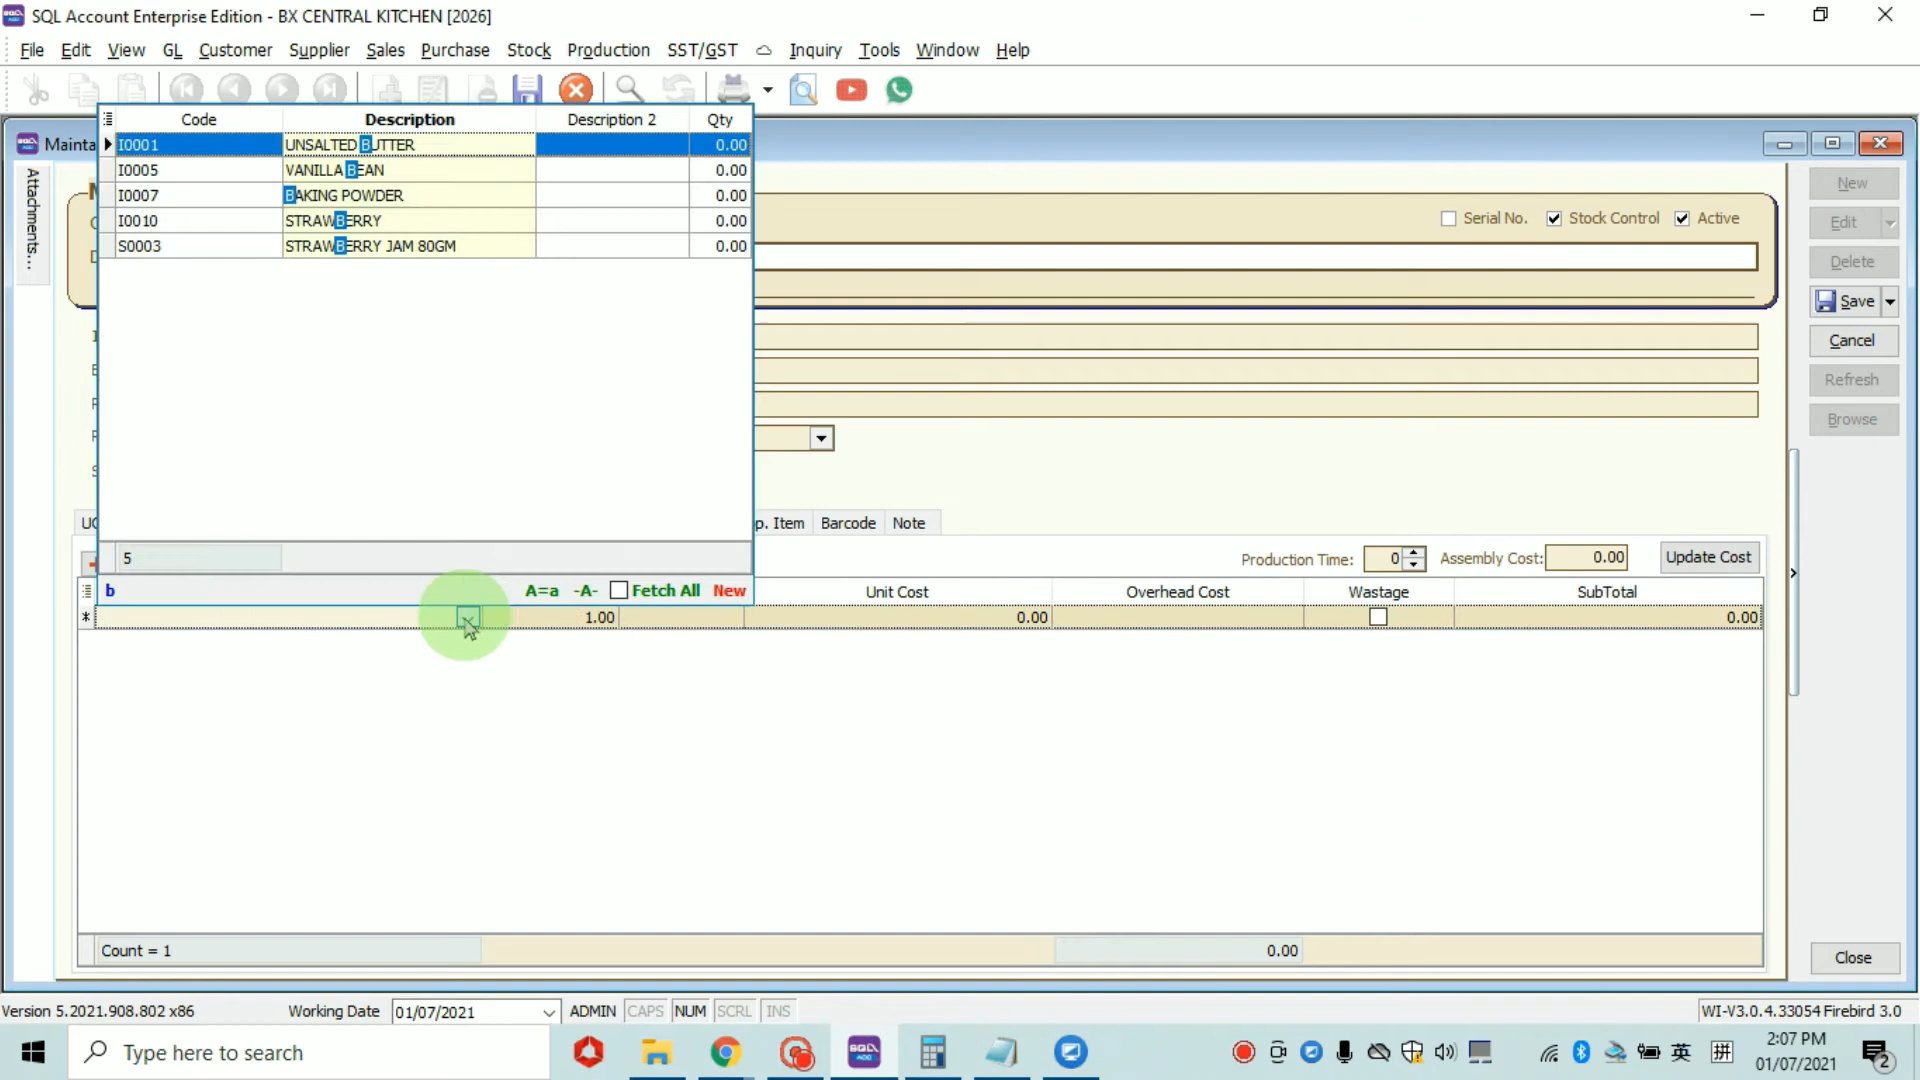 SQL Account Enterprise Edition - BX CENTRAL KITCHEN [2026]
File Edit View GL Customer Supplier Sales Purchase Stock Production SST/GST Inquiry Tools Window Help
Mainta
Code Description Description 2 Qty
I0001 UNSALTED BUTTER 0.00
I0005 VANILLA BEAN 0.00
I0007 BAKING POWDER 0.00
I0010 STRAWBERRY 0.00
S0003 STRAWBERRY JAM 80GM 0.00
5
b A=a -A- Fetch All New
Attachments...
Serial No. Stock Control Active
New
Edit
Delete
Save
Cancel
Refresh
Browse
p. Item Barcode Note
Production Time: 0 Assembly Cost: 0.00 Update Cost
Unit Cost Overhead Cost Wastage SubTotal
* 1.00 0.00 0.00
Count = 1 0.00
Close
Version 5.2021.908.802 x86 Working Date 01/07/2021 ADMIN CAPS NUM SCRL INS WI-V3.0.4.33054 Firebird 3.0
Type here to search
SQL ACC
英 拼
2:07 PM
01/07/2021
2